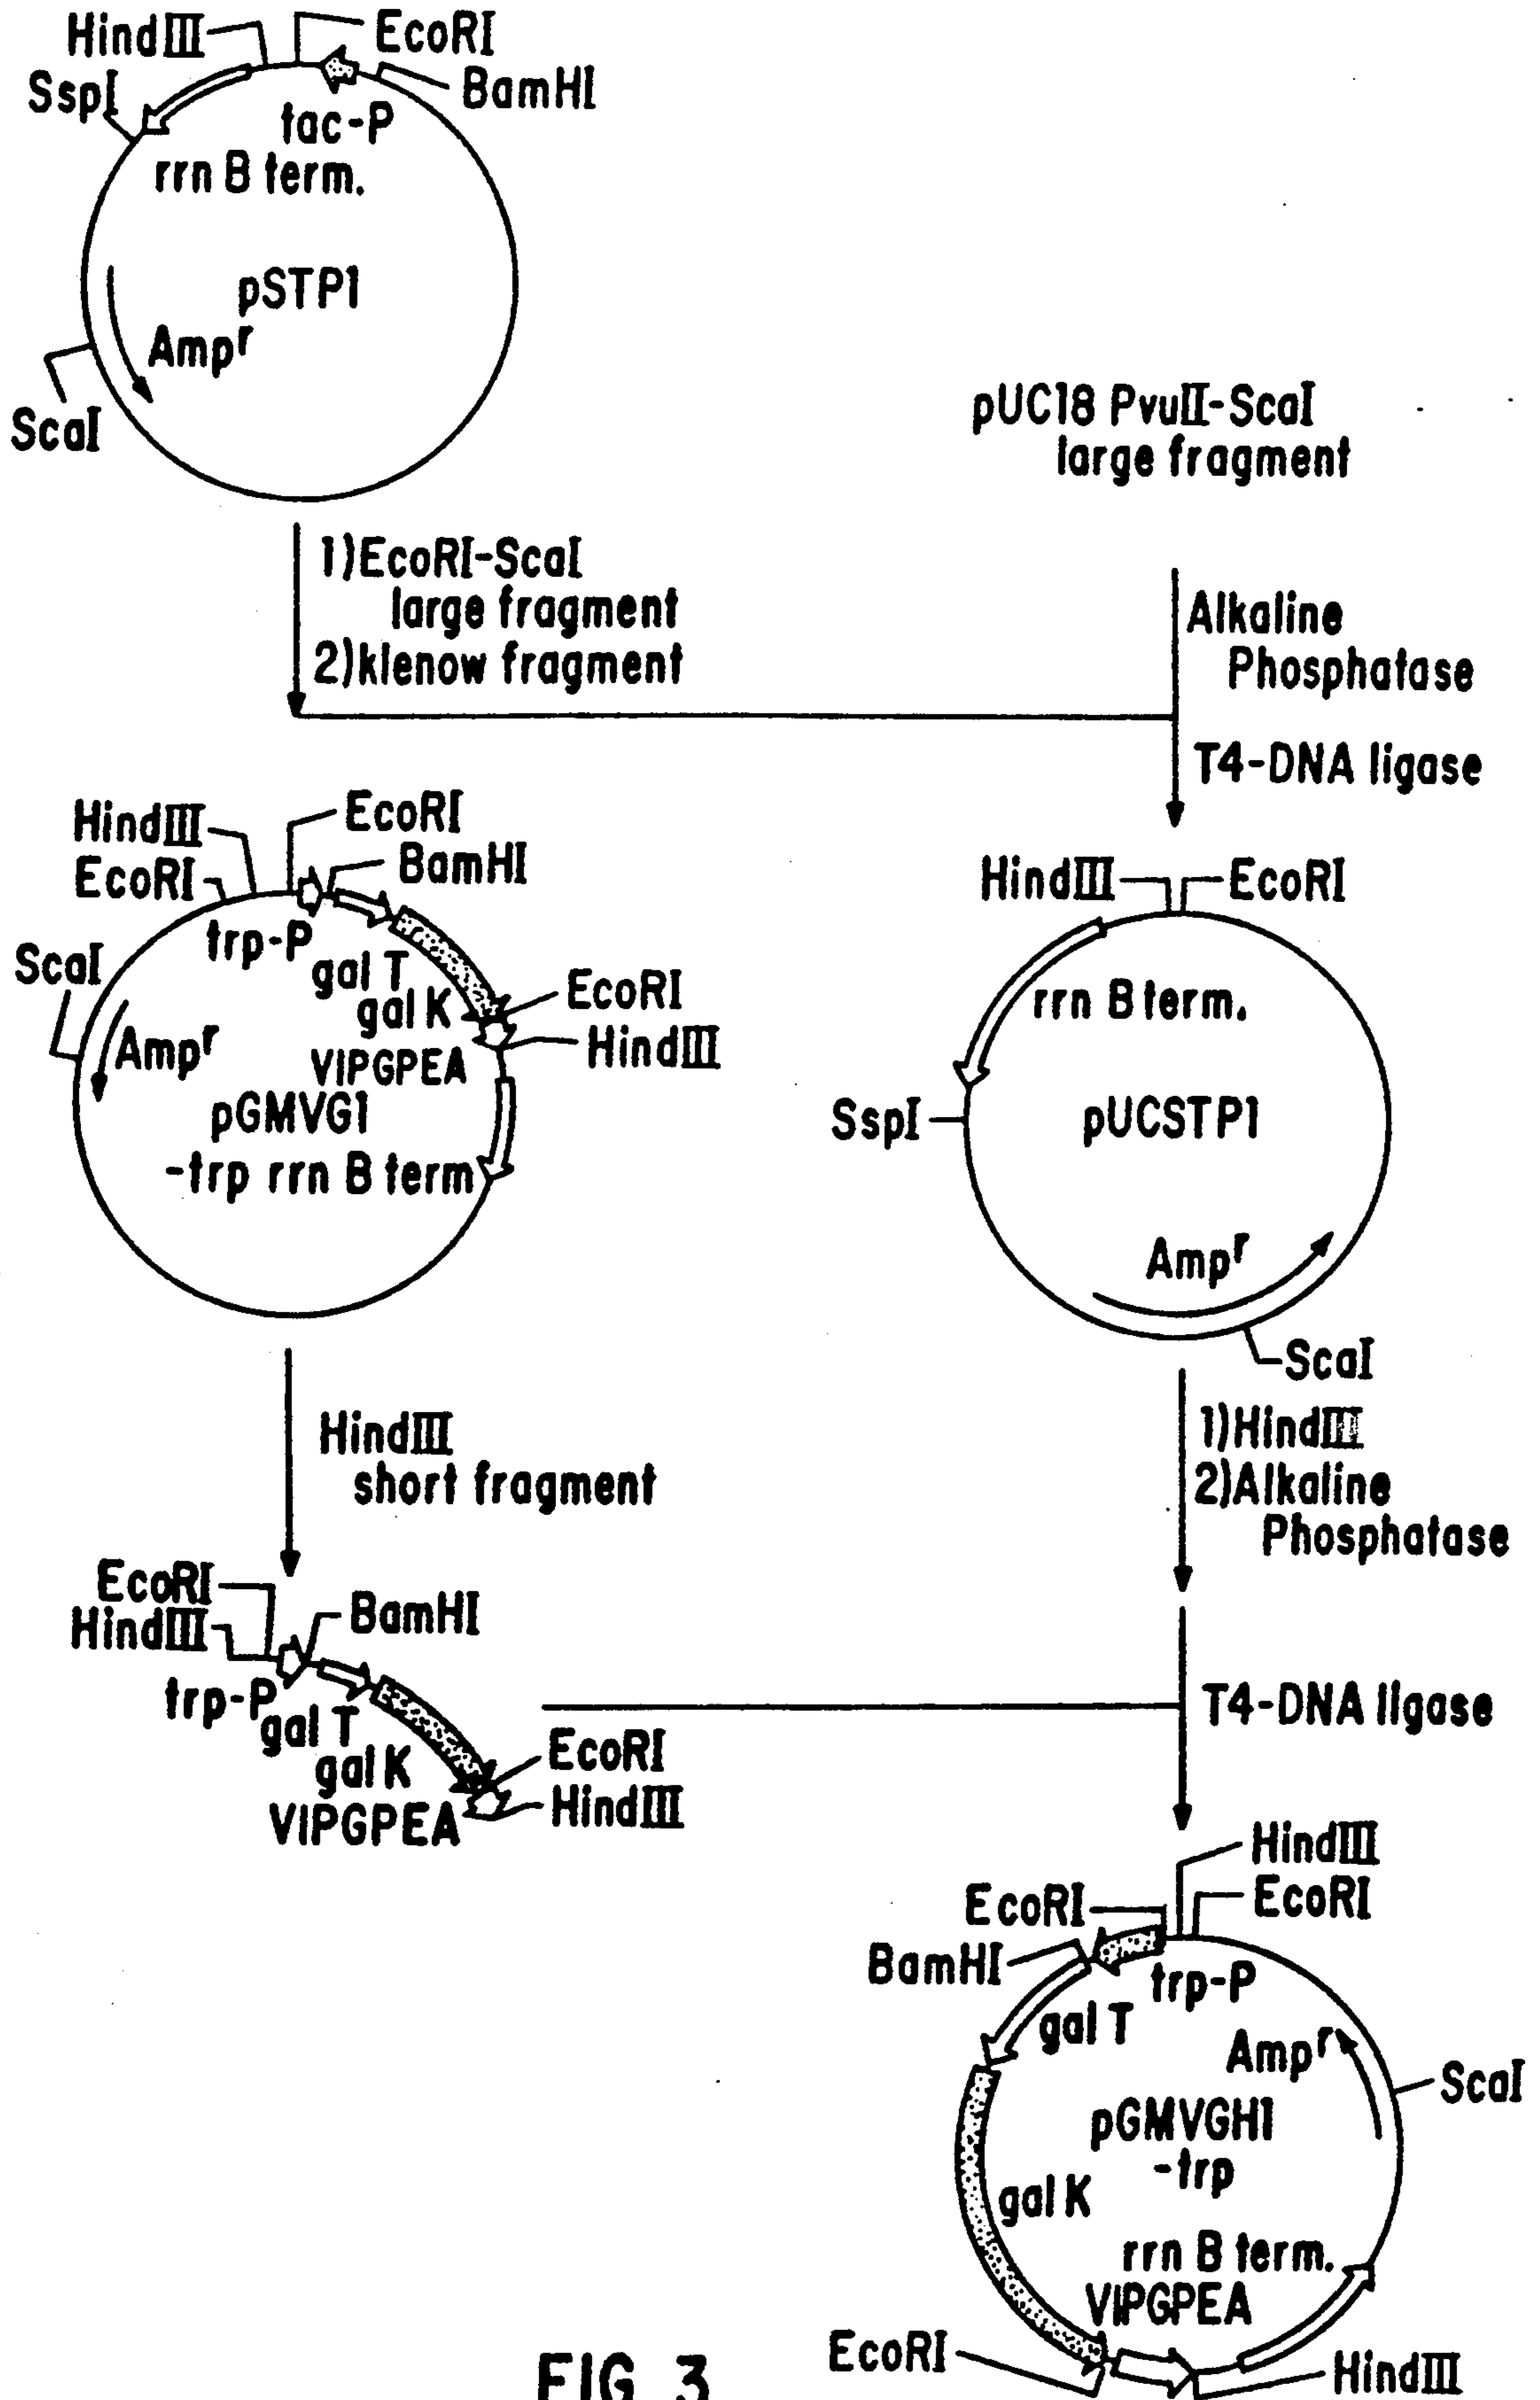 HindIII
EcoRI
SspI
BamHI
tac-P
rrn B term.
pSTP1
Ampr
ScaI
pUC18 PvuII-ScaI
large fragment
1)EcoRI-ScaI
large fragment
2)klenow fragment
Alkaline
Phosphatase
T4-DNA ligase
HindIII
EcoRI
EcoRI
BamHI
trp-P
ScaI
gal T
gal K
EcoRI
HindIII
Ampr
VIPGPEA
pGMVG1
-trp rrn B term
HindIII
EcoRI
rrn B term.
SspI
pUCSTP1
Ampr
ScaI
HindIII
short fragment
1)HindIII
2)Alkaline
Phosphatase
EcoRI
HindIII
BamHI
trp-P
gal T
gal K
VIPGPEA
EcoRI
HindIII
T4-DNA ligase
HindIII
EcoRI
EcoRI
BamHI
trp-P
gal T
Ampr
ScaI
pGMVGH1
-trp
gal K
rrn B term.
VIPGPEA
EcoRI
HindIII
FIG. 3